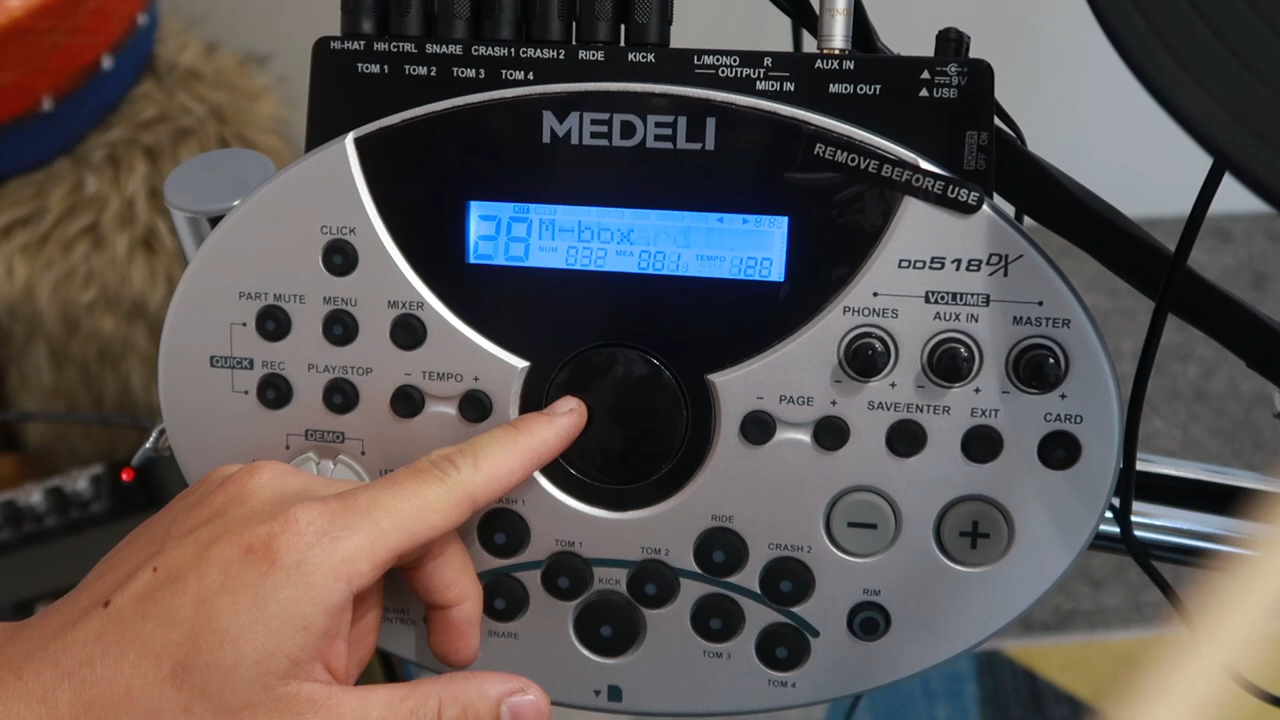 HI-HAT HH CTRL SNARE CRASH 1 CRASH 2 RIDE KICK
TOM 1 TOM 2 TOM 3 TOM 4
L/MONO R
OUTPUT
MIDI IN
AUX IN
MIDI OUT
9V
USB
POWER
OFF ON
MEDELI
REMOVE BEFORE USE
KIT
28 M-box
8/8
NUM MEA TEMPO
DD518DX
CLICK
PART MUTE MENU MIXER
QUICK
REC PLAY/STOP - TEMPO +
DEMO
VOLUME
PHONES AUX IN MASTER
- + - + - +
- PAGE + SAVE/ENTER EXIT CARD
- +
RIDE
TOM 1 TOM 2 CRASH 2
KICK
RIM
SNARE
TOM 3
TOM 4